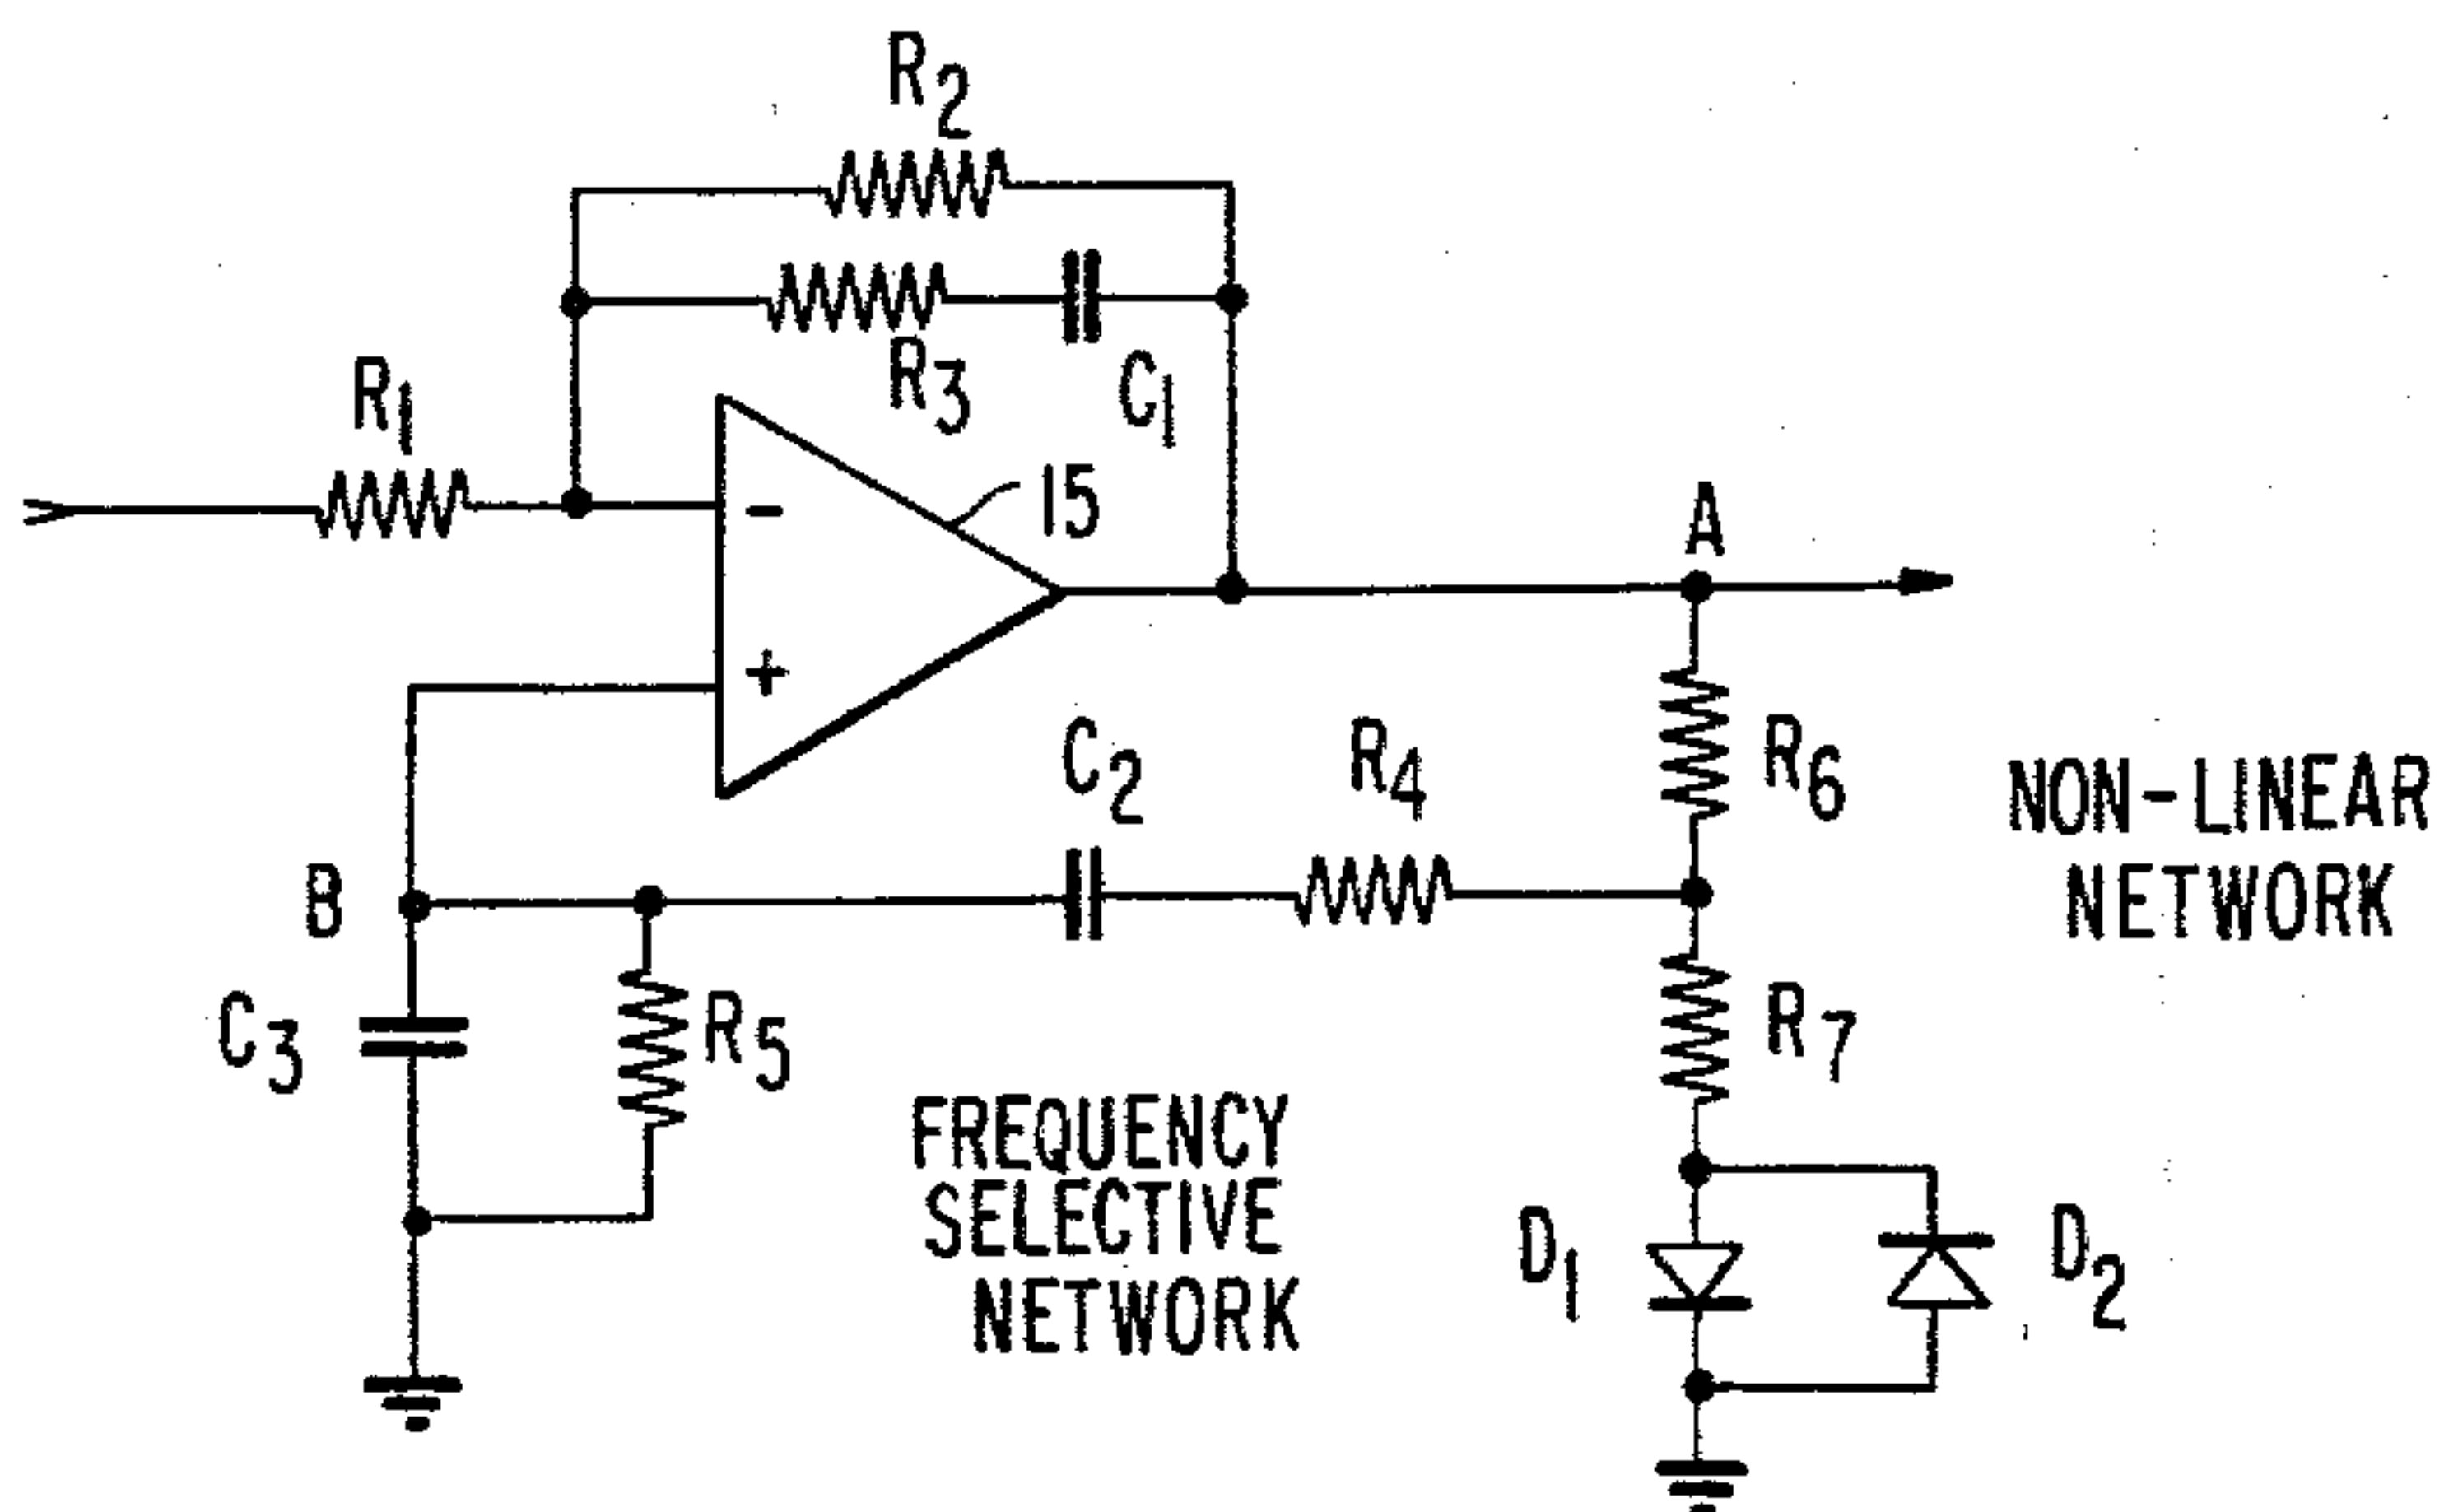 R2
R3
C1
R1
15
-
+
A
C2
R4
R6
NON-LINEAR
NETWORK
B
C3
R5
R7
FREQUENCY
SELECTIVE
NETWORK
D1
D2